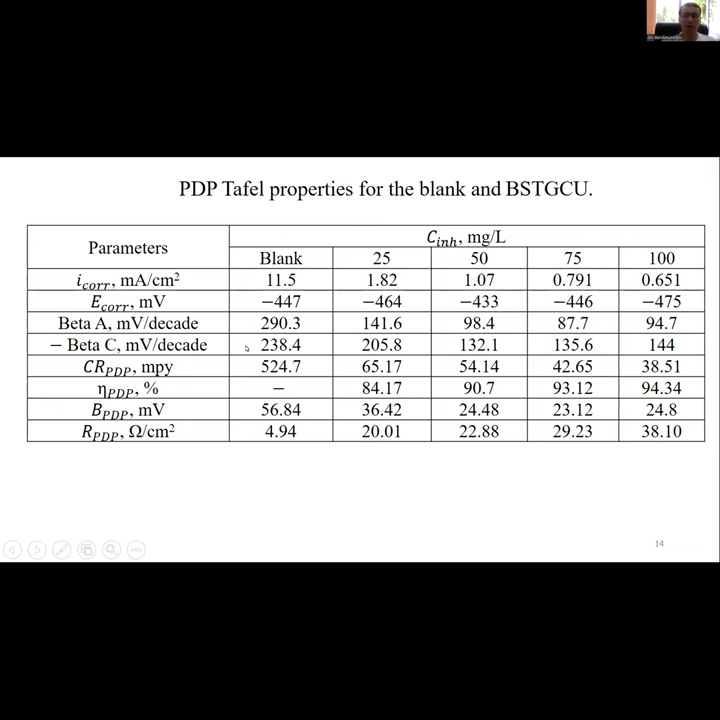 PDP Tafel properties for the blank and BSTGCU.
Parameters
C_inh, mg/L
Blank 25 50 75 100
i_corr, mA/cm² 11.5 1.82 1.07 0.791 0.651
E_corr, mV −447 −464 −433 −446 −475
Beta A, mV/decade 290.3 141.6 98.4 87.7 94.7
− Beta C, mV/decade 238.4 205.8 132.1 135.6 144
CR_PDP, mpy 524.7 65.17 54.14 42.65 38.51
η_PDP, % − 84.17 90.7 93.12 94.34
B_PDP, mV 56.84 36.42 24.48 23.12 24.8
R_PDP, Ω/cm² 4.94 20.01 22.88 29.23 38.10
14